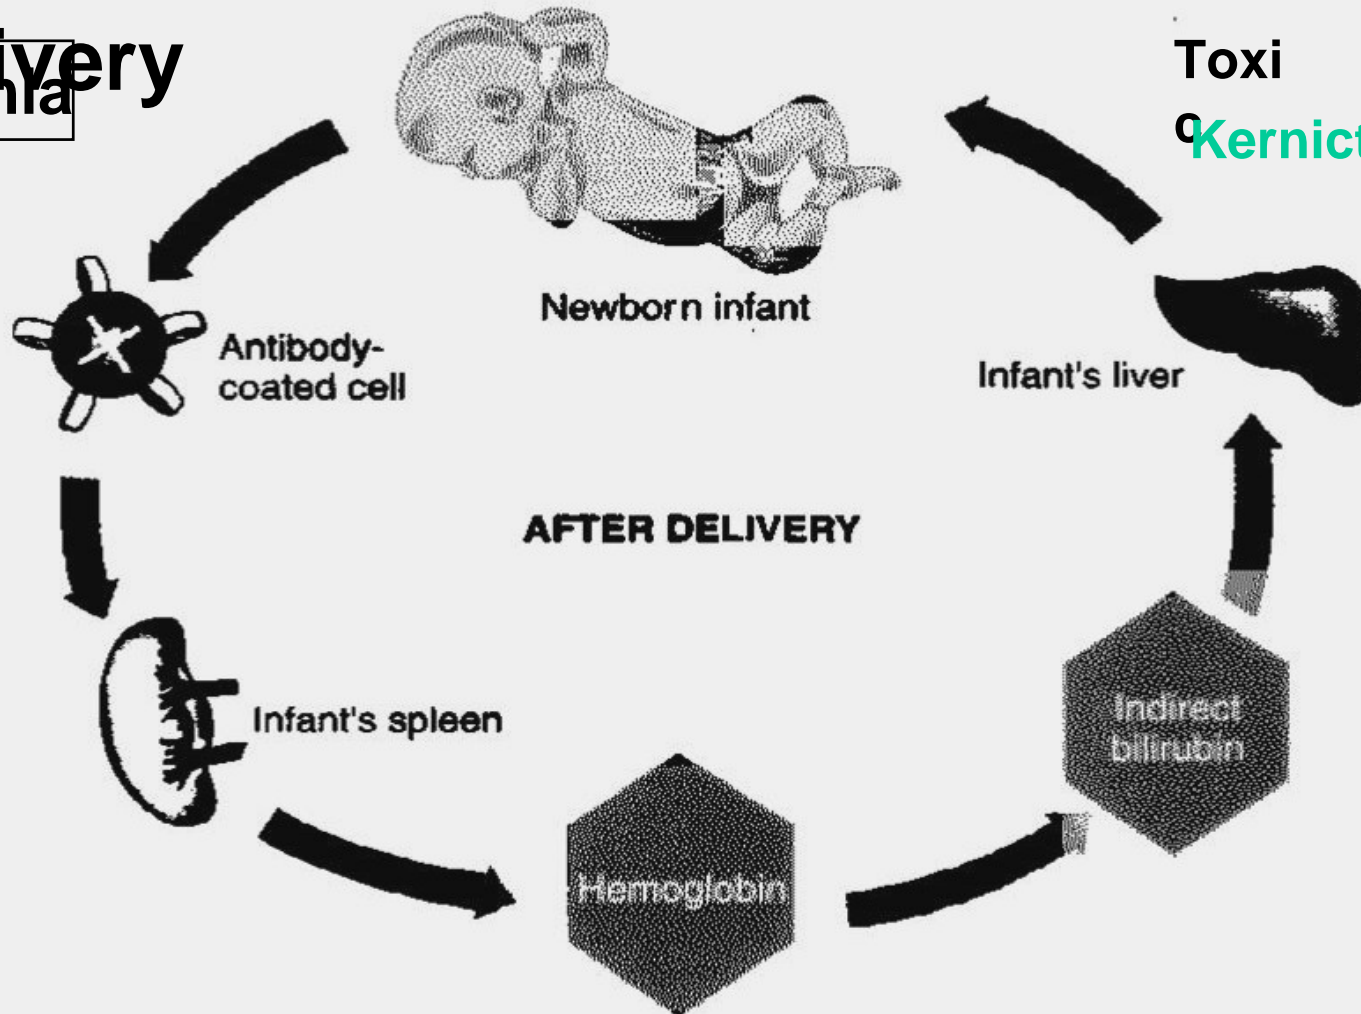 ivery
Toxi
c
Kernict
Newborn infant
Antibody-
coated cell
Infant's liver
AFTER DELIVERY
Infant's spleen
Indirect
bilirubin
Hemoglobin